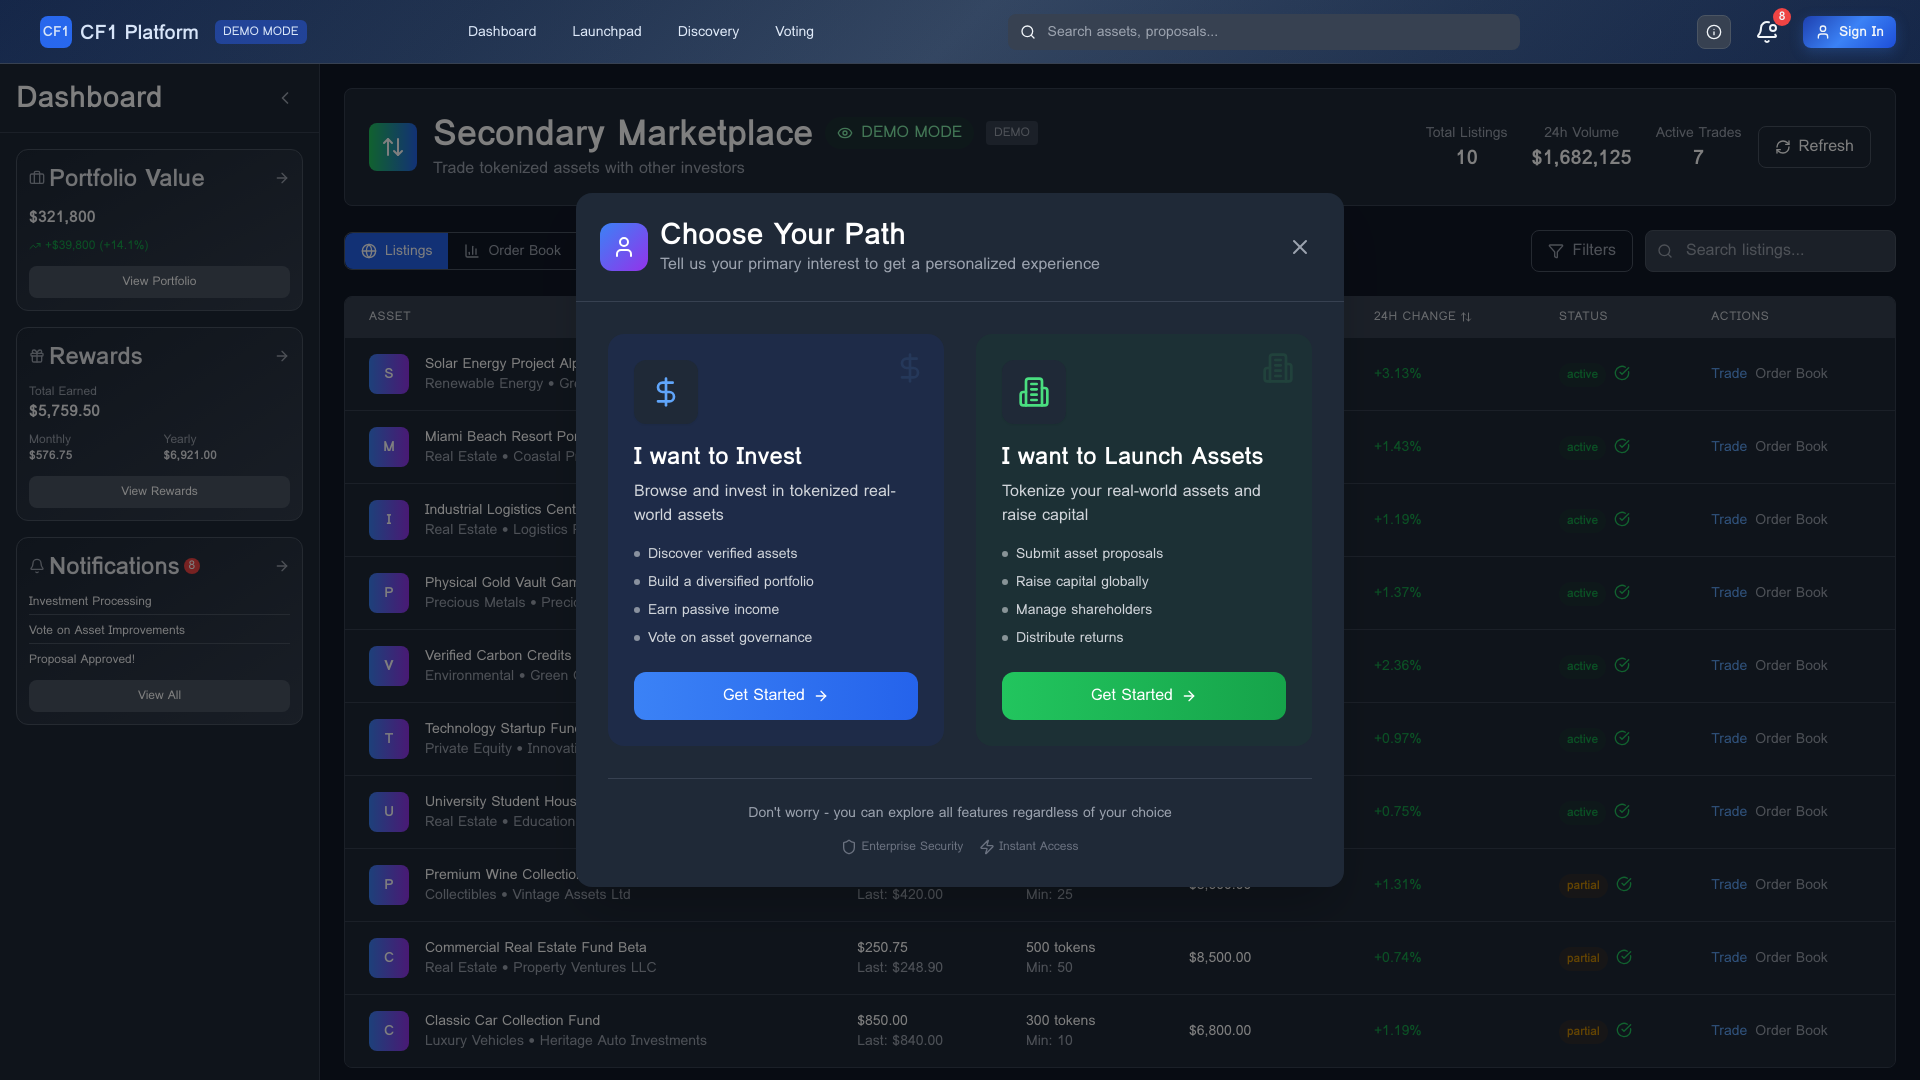 CF1 CF1 Platform DEMO MODE Dashboard Launchpad Discovery Voting Search assets, proposals... 8 Sign In
Dashboard
Portfolio Value
$321,800
+$39,800 (+14.1%)
View Portfolio
Rewards
Total Earned
$5,759.50
Monthly Yearly
$576.75 $6,921.00
View Rewards
Notifications 8
Investment Processing
Vote on Asset Improvements
Proposal Approved!
View All
Secondary Marketplace DEMO MODE DEMO
Trade tokenized assets with other investors
Total Listings 24h Volume Active Trades
10 $1,682,125 7
Refresh
Listings Order Book Filters Search listings...
Choose Your Path
Tell us your primary interest to get a personalized experience
I want to Invest
Browse and invest in tokenized real-
world assets
Discover verified assets
Build a diversified portfolio
Earn passive income
Vote on asset governance
Get Started
I want to Launch Assets
Tokenize your real-world assets and
raise capital
Submit asset proposals
Raise capital globally
Manage shareholders
Distribute returns
Get Started
Don't worry - you can explore all features regardless of your choice
Enterprise Security Instant Access
ASSET 24H CHANGE STATUS ACTIONS
S Solar Energy Project +3.13% active Trade Order Book
Renewable Energy •
M Miami Beach Resort +1.43% active Trade Order Book
Real Estate • Coastal
I Industrial Logistics +1.19% active Trade Order Book
Real Estate • Logistics
P Physical Gold Vault +1.37% active Trade Order Book
Precious Metals •
V Verified Carbon Credits +2.36% active Trade Order Book
Environmental • Green
T Technology Startup +0.97% active Trade Order Book
Private Equity •
U University Student +0.75% active Trade Order Book
Real Estate • Education
P Premium Wine +1.31% partial Trade Order Book
Collectibles • Vintage Assets Ltd Last: $420.00 Min: 25
C Commercial Real Estate Fund Beta $250.75 500 tokens $8,500.00 +0.74% partial Trade Order Book
Real Estate • Property Ventures LLC Last: $248.90 Min: 50
C Classic Car Collection Fund $850.00 300 tokens $6,800.00 +1.19% partial Trade Order Book
Luxury Vehicles • Heritage Auto Investments Last: $840.00 Min: 10